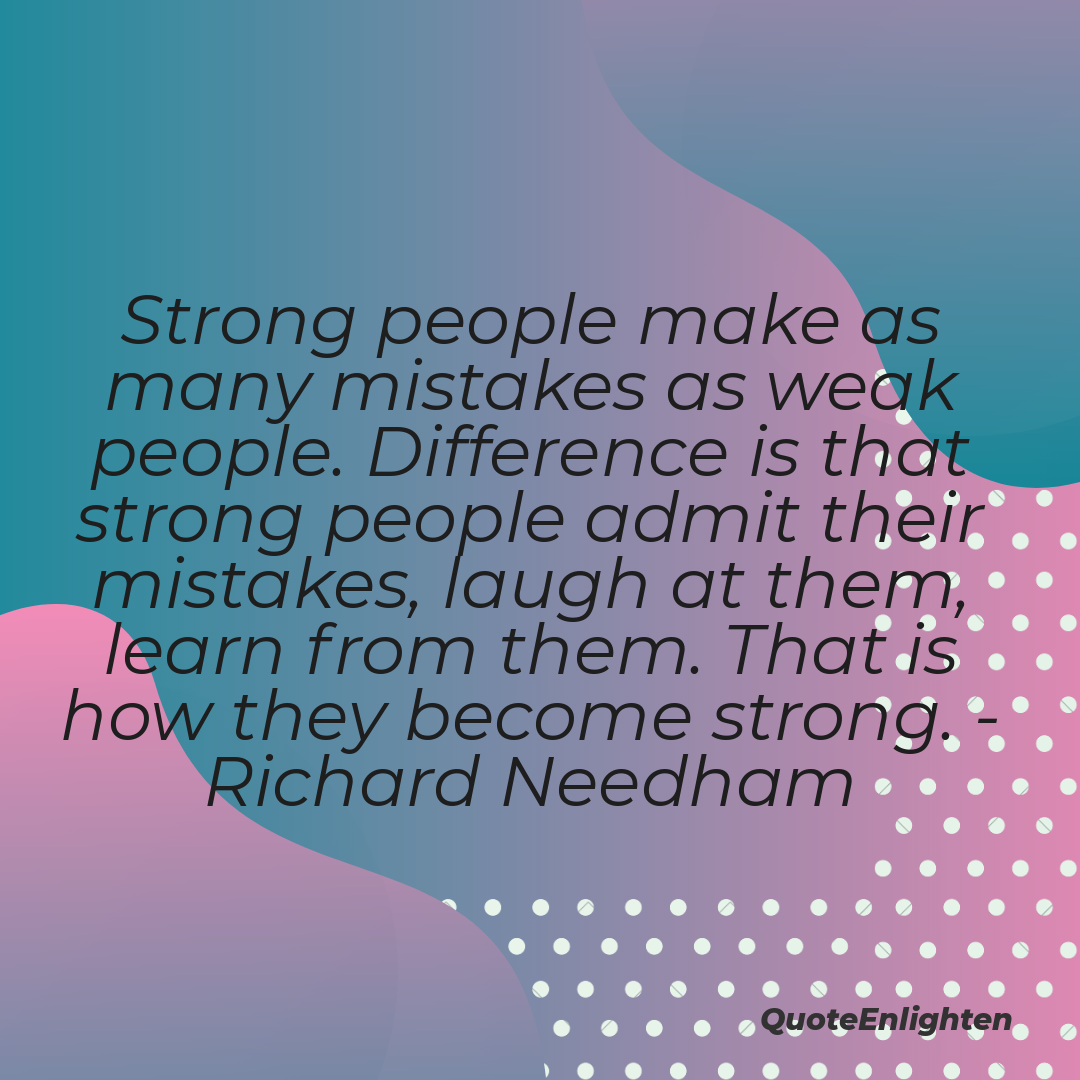 Strong people make as
many mistakes as weak
people. Difference is that
strong people admit their
mistakes, laugh at them,
learn from them. That is
how they become strong. -
Richard Needham
QuoteEnlighten